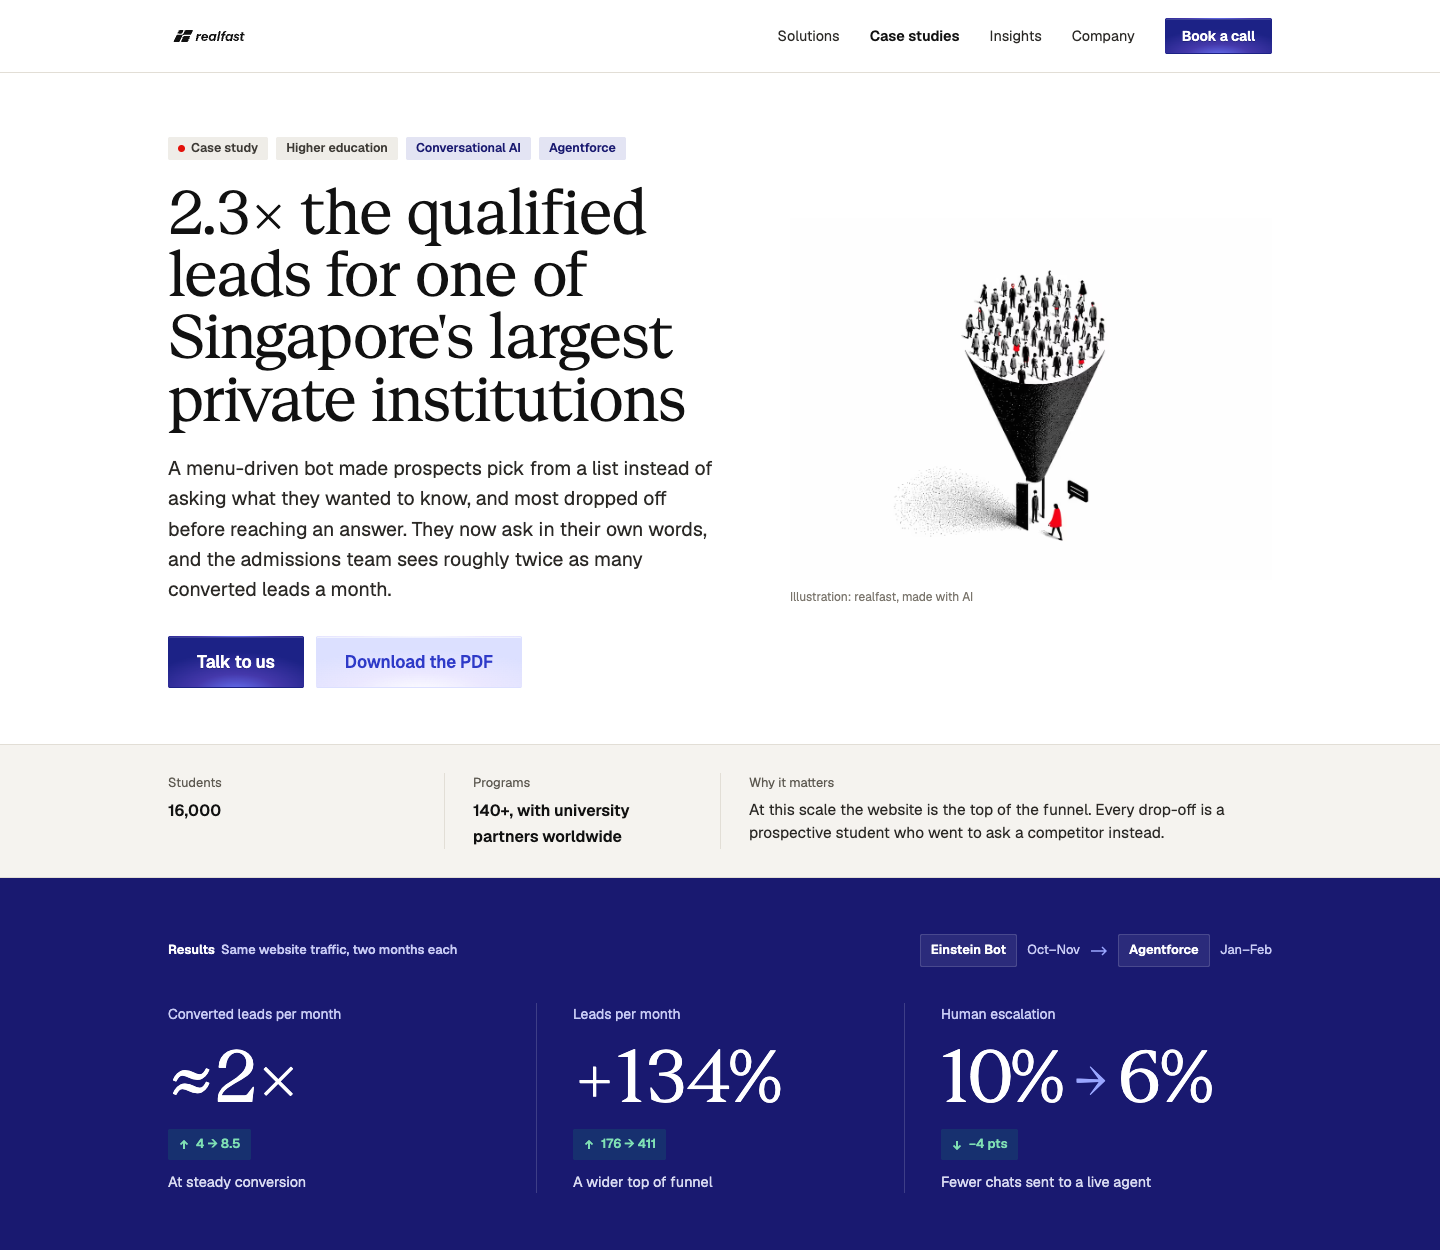 realfast
Solutions
Case studies
Insights
Company
Book a call
Case study
Higher education
Conversational AI
Agentforce
2.3× the qualified
leads for one of
Singapore's largest
private institutions
A menu-driven bot made prospects pick from a list instead of
asking what they wanted to know, and most dropped off
before reaching an answer. They now ask in their own words,
and the admissions team sees roughly twice as many
converted leads a month.
Talk to us
Download the PDF
Illustration: realfast, made with AI
Students
16,000
Programs
140+, with university
partners worldwide
Why it matters
At this scale the website is the top of the funnel. Every drop-off is a
prospective student who went to ask a competitor instead.
Results Same website traffic, two months each
Einstein Bot Oct–Nov → Agentforce Jan–Feb
Converted leads per month
≈2×
↑ 4 → 8.5
At steady conversion
Leads per month
+134%
↑ 176 → 411
A wider top of funnel
Human escalation
10% → 6%
↓ −4 pts
Fewer chats sent to a live agent